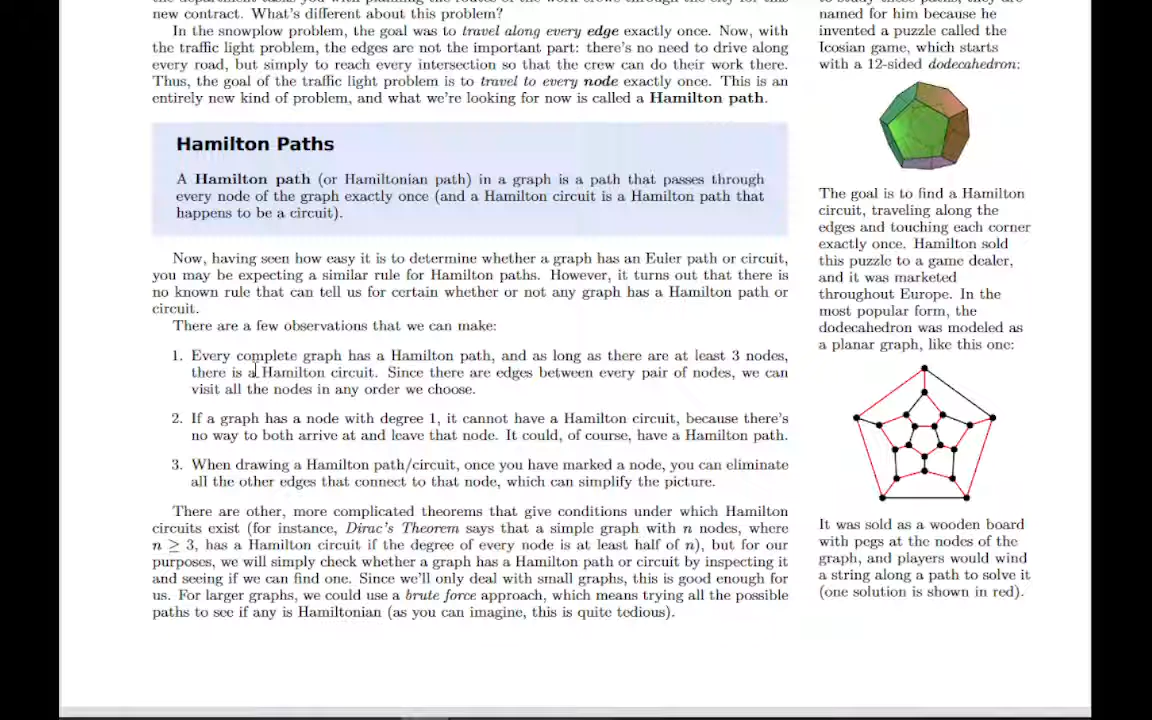 new contract. What's different about this problem?
In the snowplow problem, the goal was to travel along every edge exactly once. Now, with
the traffic light problem, the edges are not the important part: there's no need to drive along
every road, but simply to reach every intersection so that the crew can do their work there.
Thus, the goal of the traffic light problem is to travel to every node exactly once. This is an
entirely new kind of problem, and what we're looking for now is called a Hamilton path.
Hamilton Paths
A Hamilton path (or Hamiltonian path) in a graph is a path that passes through
every node of the graph exactly once (and a Hamilton circuit is a Hamilton path that
happens to be a circuit).
Now, having seen how easy it is to determine whether a graph has an Euler path or circuit,
you may be expecting a similar rule for Hamilton paths. However, it turns out that there is
no known rule that can tell us for certain whether or not any graph has a Hamilton path or
circuit.
There are a few observations that we can make:
1. Every complete graph has a Hamilton path, and as long as there are at least 3 nodes,
there is a Hamilton circuit. Since there are edges between every pair of nodes, we can
visit all the nodes in any order we choose.
2. If a graph has a node with degree 1, it cannot have a Hamilton circuit, because there's
no way to both arrive at and leave that node. It could, of course, have a Hamilton path.
3. When drawing a Hamilton path/circuit, once you have marked a node, you can eliminate
all the other edges that connect to that node, which can simplify the picture.
There are other, more complicated theorems that give conditions under which Hamilton
circuits exist (for instance, Dirac's Theorem says that a simple graph with n nodes, where
n ≥ 3, has a Hamilton circuit if the degree of every node is at least half of n), but for our
purposes, we will simply check whether a graph has a Hamilton path or circuit by inspecting it
and seeing if we can find one. Since we'll only deal with small graphs, this is good enough for
us. For larger graphs, we could use a brute force approach, which means trying all the possible
paths to see if any is Hamiltonian (as you can imagine, this is quite tedious).
named for him because he
invented a puzzle called the
Icosian game, which starts
with a 12-sided dodecahedron:
The goal is to find a Hamilton
circuit, traveling along the
edges and touching each corner
exactly once. Hamilton sold
this puzzle to a game dealer,
and it was marketed
throughout Europe. In the
most popular form, the
dodecahedron was modeled as
a planar graph, like this one:
It was sold as a wooden board
with pegs at the nodes of the
graph, and players would wind
a string along a path to solve it
(one solution is shown in red).